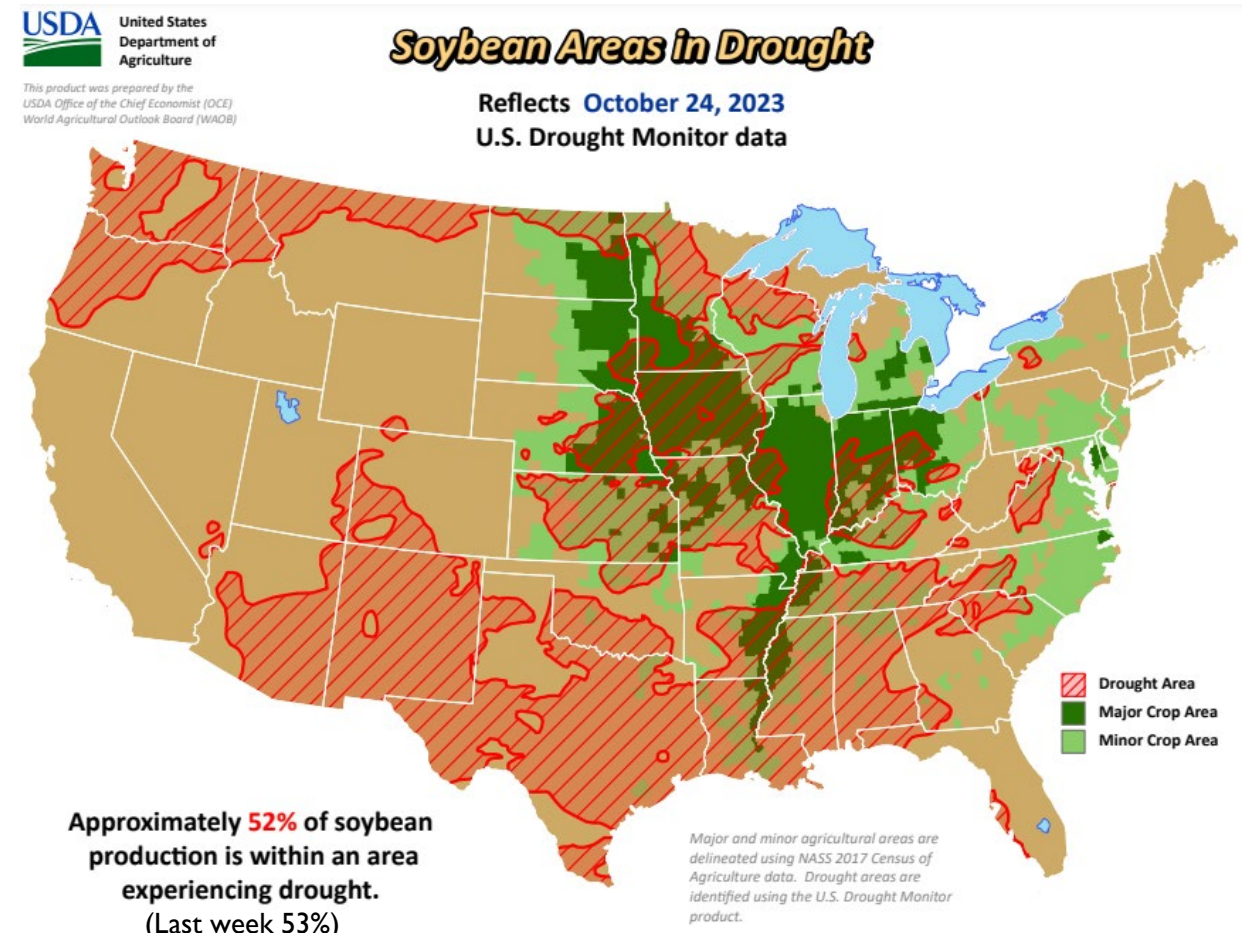 USDA
United States
Department of
Agriculture
This product was prepared by the
USDA Office of the Chief Economist (OCE)
World Agricultural Outlook Board (WAOB)
Soybean Areas in Drought
Reflects October 24, 2023
U.S. Drought Monitor data
Drought Area
Major Crop Area
Minor Crop Area
Approximately 52% of soybean
production is within an area
experiencing drought.
(Last week 53%)
Major and minor agricultural areas are
delineated using NASS 2017 Census of
Agriculture data. Drought areas are
identified using the U.S. Drought Monitor
product.